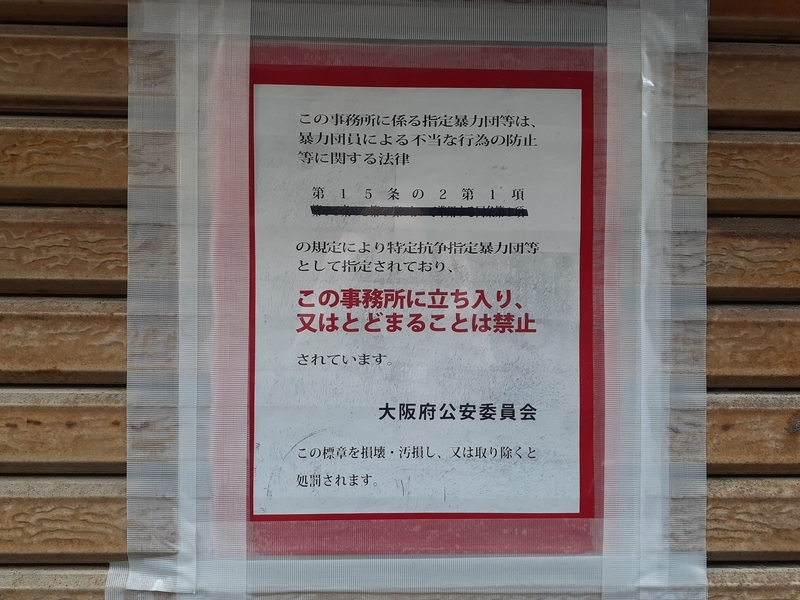 この事務所に係る指定暴力団等は、
暴力団員による不当な行為の防止
等に関する法律
第15条の2第1項
の規定により特定抗争指定暴力団等
として指定されており、
この事務所に立ち入り、
又はとどまることは禁止
されています。
大阪府公安委員会
この標章を損壊・汚損し、又は取り除くと
処罰されます。